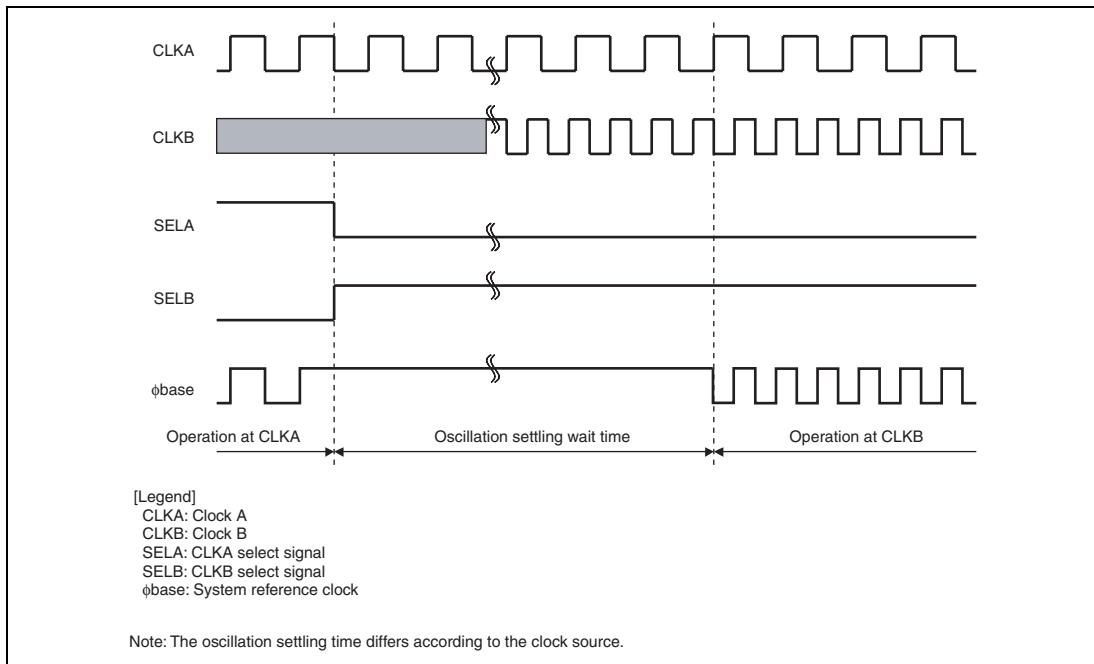 CLKA
CLKB
SELA
SELB
φbase
Operation at CLKA
Oscillation settling wait time
Operation at CLKB
[Legend]
CLKA: Clock A
CLKB: Clock B
SELA: CLKA select signal
SELB: CLKB select signal
φbase: System reference clock
Note: The oscillation settling time differs according to the clock source.